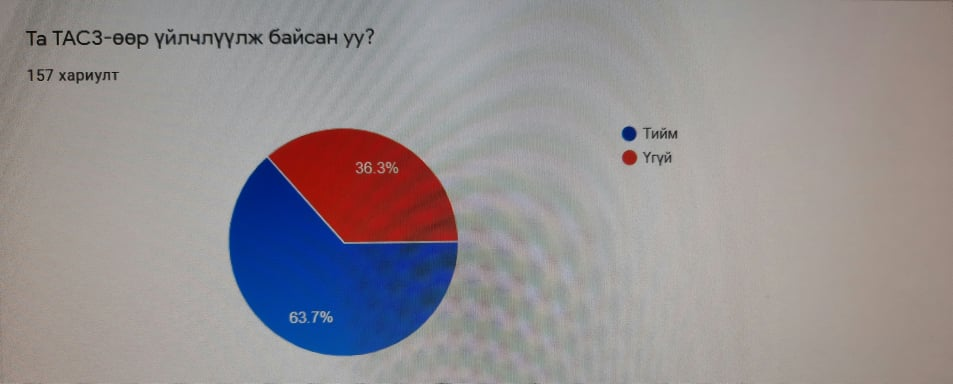 Та ТАСЗ-өөр үйлчлүүлж байсан уу?
157 хариулт
Тийм
Үгүй
36.3%
63.7%